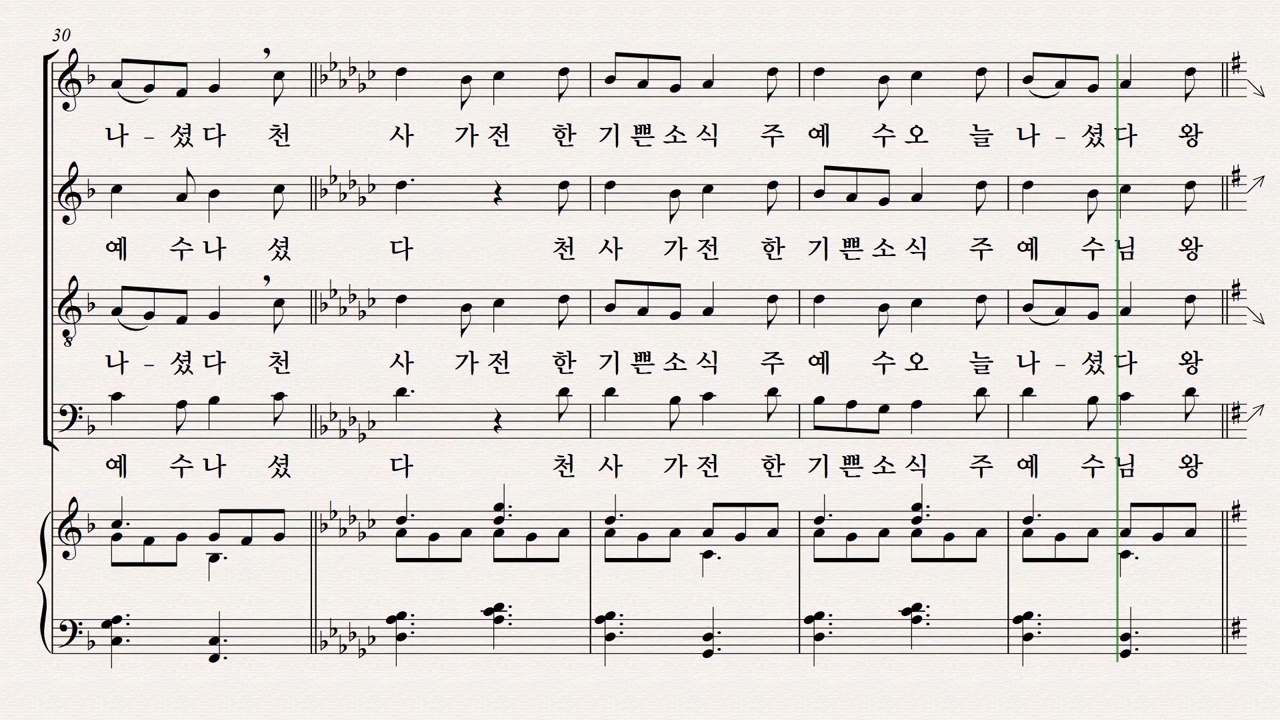 30
나 – 셨 다 천 사 가 전 한 기 쁜 소 식 주 예 수 오 늘 나 – 셨 다 왕
예 수 나 셨 다 천 사 가 전 한 기 쁜 소 식 주 예 수 님 왕
나 – 셨 다 천 사 가 전 한 기 쁜 소 식 주 예 수 오 늘 나 – 셨 다 왕
예 수 나 셨 다 천 사 가 전 한 기 쁜 소 식 주 예 수 님 왕